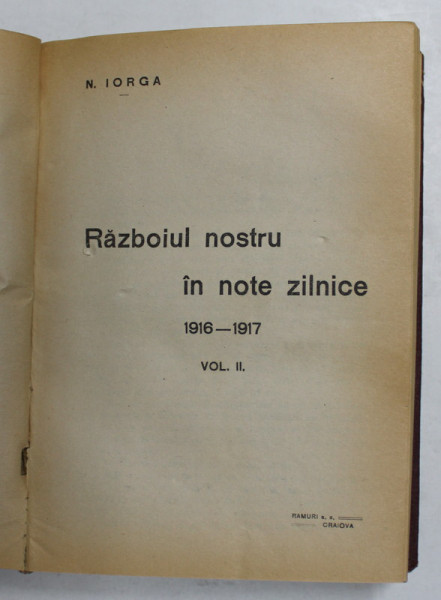 N. IORGA
Războiul nostru
în note zilnice
1916—1917
VOL. II.
RAMURI s. a.
CRAIOVA